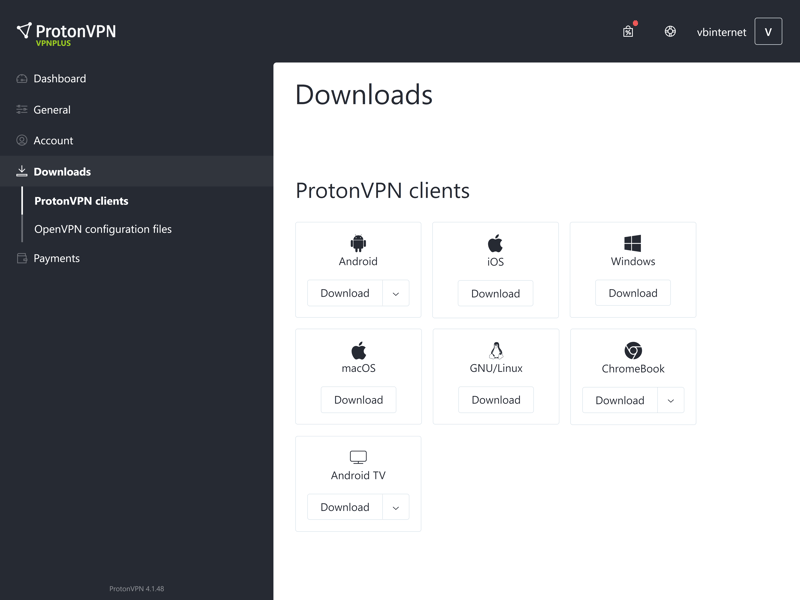 ProtonVPN
VPNPLUS
vbinternet
V
Dashboard
General
Account
Downloads
ProtonVPN clients
OpenVPN configuration files
Payments
ProtonVPN 4.1.48
Downloads
ProtonVPN clients
Android
Download
iOS
Download
Windows
Download
macOS
Download
GNU/Linux
Download
ChromeBook
Download
Android TV
Download